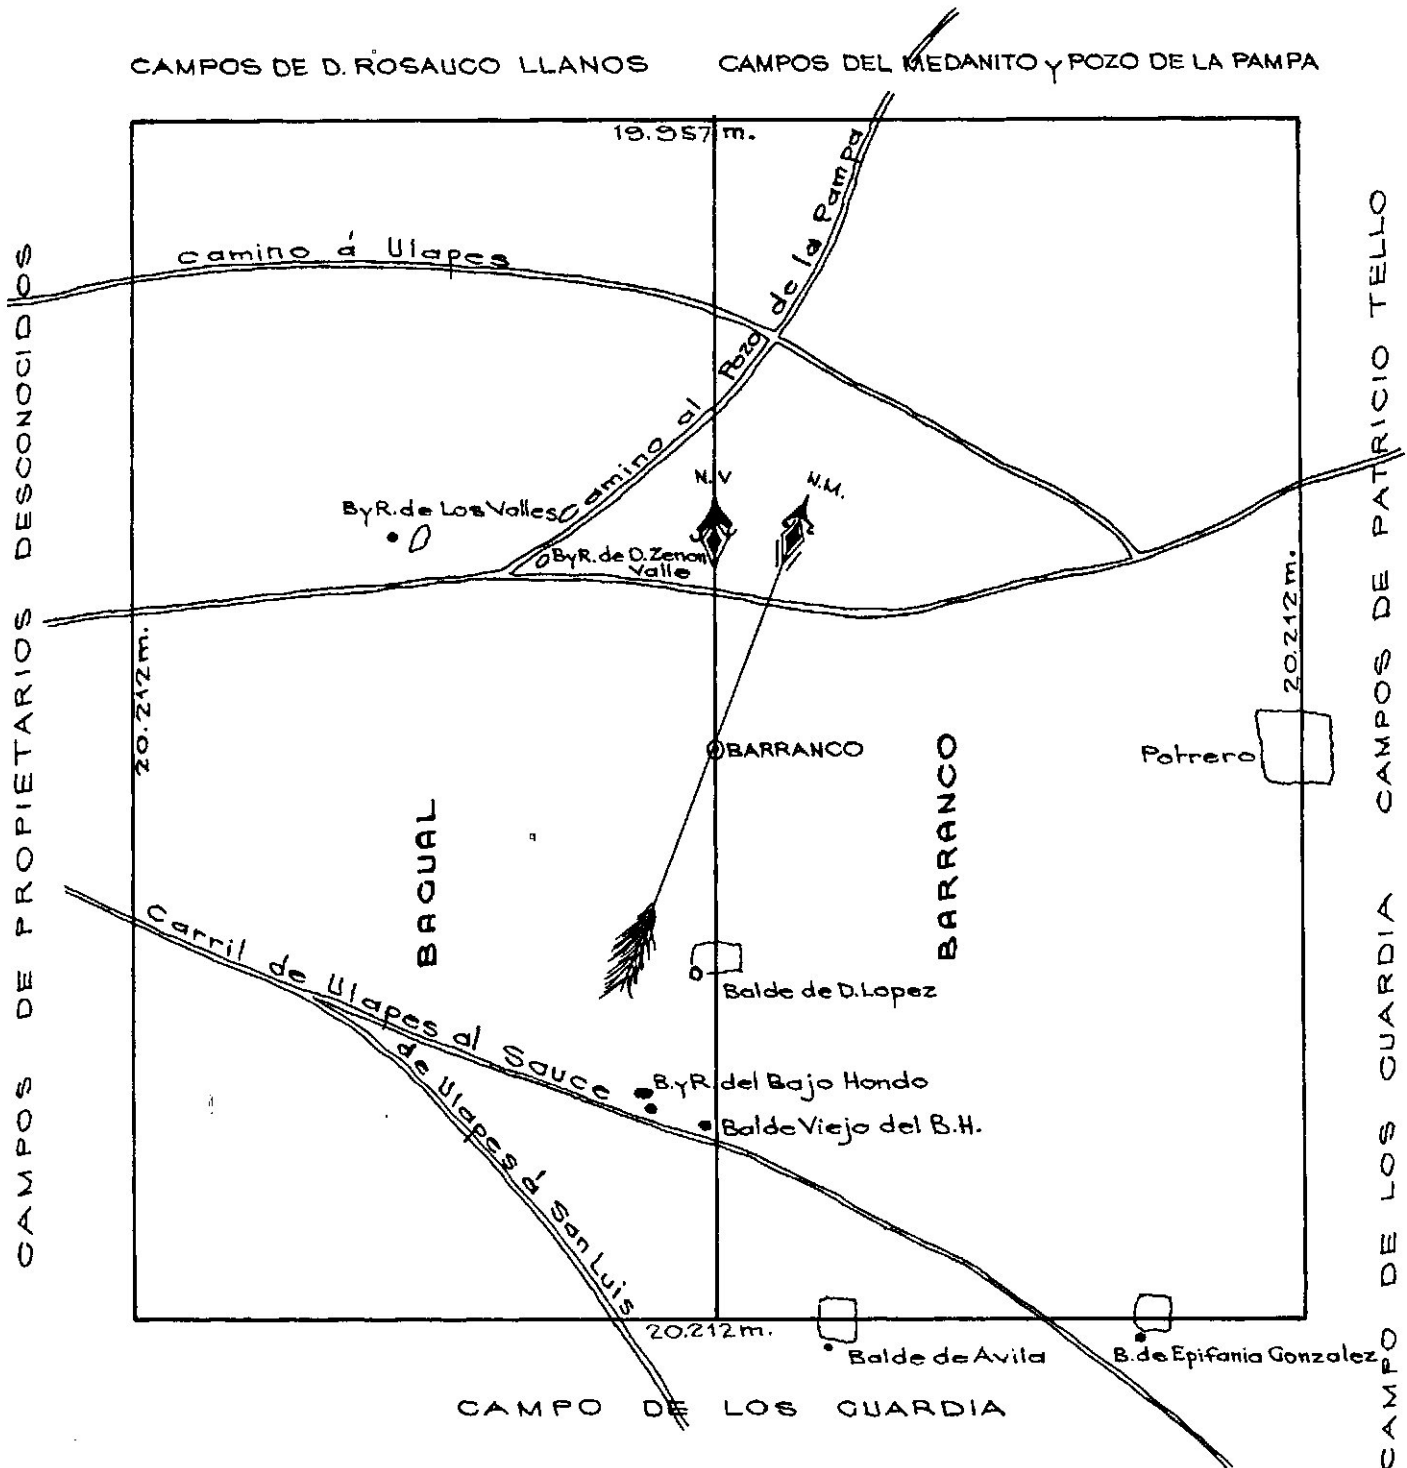 CAMPOS DE D. ROSAUCO LLANOS
CAMPOS DEL MEDANITO y POZO DE LA PAMPA
19.957 m.
camino á Ulapes
Camino al Pozo de la Pampa
N.V
N.M.
ByR. de Los Valles
ByR. de D. Zenon
Valle
CAMPOS DE PROPIETARIOS DESCONOCIDOS
20.212 m.
20.212 m.
CAMPOS DE PATRICIO TELLO
BARRANCO
Potrero
BAGUAL
BARRANCO
Carril de Ulapes al Sauce
Balde de D. Lopez
de Ulapes á San Luis
B. y R. del Bajo Hondo
Balde Viejo del B.H.
CAMPO DE LOS GUARDIA
20.212 m.
Balde de Avila
B. de Epifania Gonzalez
CAMPO DE LOS GUARDIA